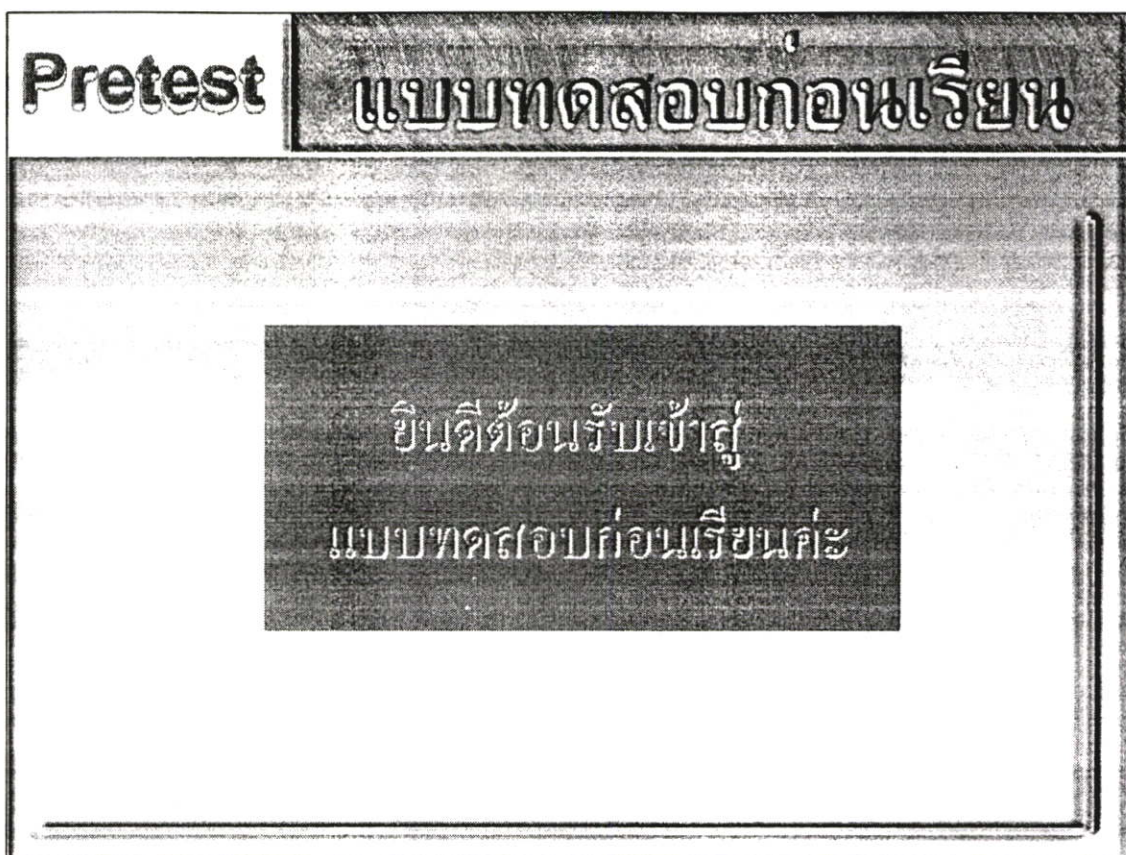 Pretest
แบบทดสอบก่อนเรียน
ยินดีต้อนรับเข้าสู่
แบบทดสอบก่อนเรียนค่ะ